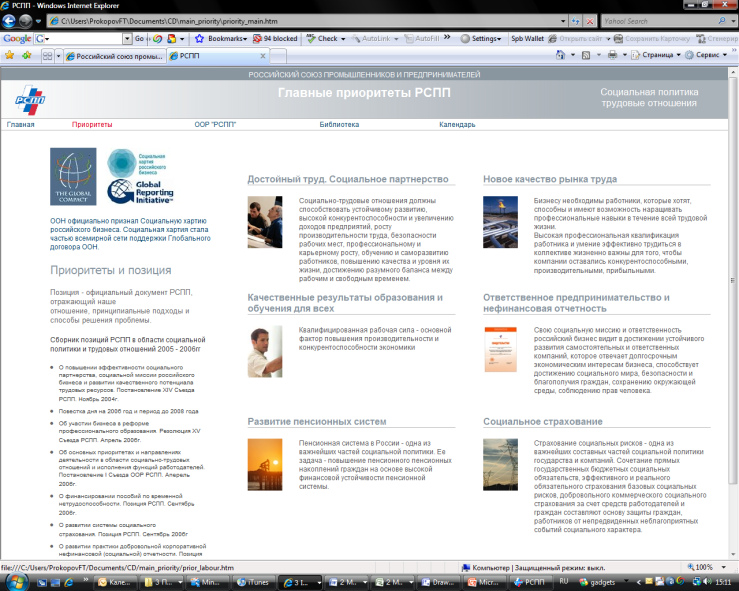 РСПП - Windows Internet Explorer
C:\Users\ProkopovFT\Documents\CD\main_priority\priority_main.htm
Yahoo! Search
Google
Go
Bookmarks
94 blocked
Check
AutoLink
AutoFill
Settings
Spb Wallet
Открыть сайт
Сохранить Карточку
Российский союз промы...
РСПП
Страница
Сервис
РОССИЙСКИЙ СОЮЗ ПРОМЫШЛЕННИКОВ И ПРЕДПРИНИМАТЕЛЕЙ
РСПП
Главные приоритеты РСПП
Социальная политика
трудовые отношения
Главная
Приоритеты
ООР "РСПП"
Библиотека
Календарь
THE GLOBAL
COMPACT
Социальная
хартия
российского
бизнеса
Global
Reporting
Initiative™
ООН официально признал Социальную хартию
российского бизнеса. Социальная хартия стала
частью всемирной сети поддержки Глобального
договора ООН.
Приоритеты и позиция
Позиция - официальный документ РСПП,
отражающий наше
отношение, принципиальные подходы и
способы решения проблемы.
Сборник позиций РСПП в области социальной
политики и трудовых отношений 2005 - 2006гг
О повышении эффективности социального
партнерства, социальной миссии российского
бизнеса и развитии качественного потенциала
трудовых ресурсов. Постановление XIV Съезда
РСПП. Ноябрь 2004г.
Повестка дня на 2006 год и период до 2008 года
Об участии бизнеса в реформе
профессионального образования. Резолюция XV
Съезда РСПП. Апрель 2006г.
Об основных приоритетах и направлениях
деятельности в области социально-трудовых
отношений и исполнения функций работодателей.
Постановление I Съезда ООР РСПП. Апрель
2006г.
О финансировании пособий по временной
нетрудоспособности. Позиция РСПП. Сентябрь
2006г.
О развитии системы социального
страхования. Позиция РСПП. Сентябрь 2006г
О развитии практики добровольной корпоративной
нефинансовой (социальной) отчетности. Позиция
Достойный труд. Социальное партнерство
Социально-трудовые отношения должны
способствовать устойчивому развитию,
высокой конкурентоспособности и увеличению
доходов предприятий, росту
производительности труда, безопасности
рабочих мест, профессиональному и
карьерному росту, обучению и саморазвитию
работников, повышению качества и уровня их
жизни, достижению разумного баланса между
рабочим и свободным временем.
Новое качество рынка труда
Бизнесу необходимы работники, которые хотят,
способны и имеют возможность наращивать
профессиональные навыки в течение всей трудовой
жизни.
Высокая профессиональная квалификация
работника и умение эффективно трудиться в
коллективе жизненно важны для того, чтобы
компании оставались конкурентоспособными,
производительными, прибыльными.
Качественные результаты образования и
обучения для всех
Квалифицированная рабочая сила - основной
фактор повышения производительности и
конкурентоспособности экономики
Ответственное предпринимательство и
нефинансовая отчетность
Свою социальную миссию и ответственность
российский бизнес видит в достижении устойчивого
развития самостоятельных и ответственных
компаний, которое отвечает долгосрочным
экономическим интересам бизнеса, способствует
достижению социального мира, безопасности и
благополучия граждан, сохранению окружающей
среды, соблюдению прав человека.
Развитие пенсионных систем
Пенсионная система в России - одна из
важнейших частей социальной политики. Ее
задача - повышение пенсионного пенсионных
накоплений граждан на основе высокой
финансовой устойчивости пенсионной
системы.
Социальное страхование
Страхование социальных рисков - одна из
важнейших составных частей социальной политики
государства и компаний. Сочетание прямых
государственных бюджетных социальных
обязательств, эффективного и реального
обязательного страхования базовых социальных
рисков, добровольного коммерческого социального
страхования за счет средств работодателей и
граждан составляют основу защиты граждан,
работников от непредвиденных неблагоприятных
событий социального характера.
file:///C:/Users/ProkopovFT/Documents/CD/main_priority/prior_labour.htm
Компьютер | Защищенный режим: выкл.
100%
Кале...
3 П...
Min...
iTunes
3 I...
2 М...
2 М...
Draw...
Micr...
РСПП
RU
gadgets
15:11